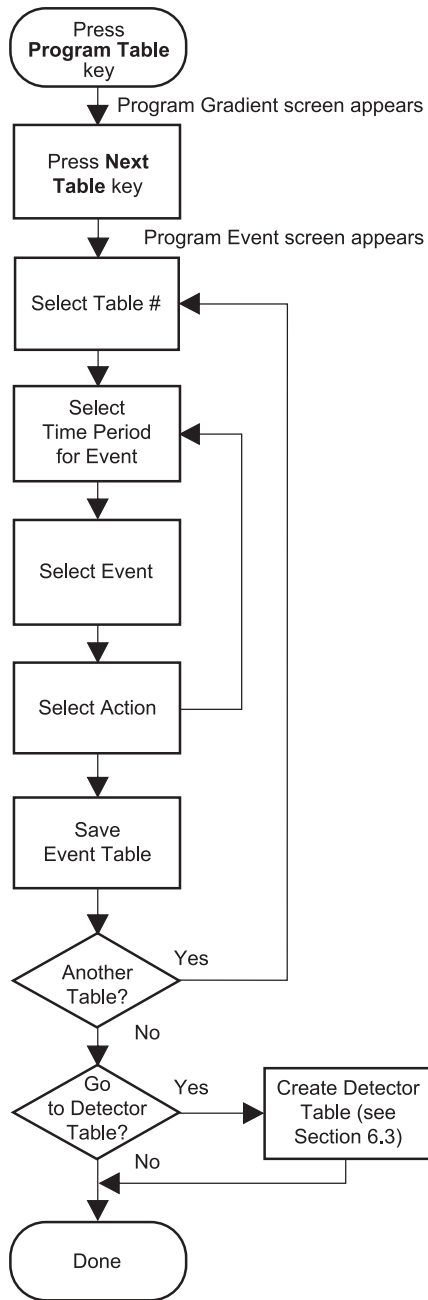 Press
Program Table
key
Program Gradient screen appears
Press Next
Table key
Program Event screen appears
Select Table #
Select
Time Period
for Event
Select Event
Select Action
Save
Event Table
Another
Table?
Yes
No
Go
to Detector
Table?
Yes
Create Detector
Table (see
Section 6.3)
No
Done